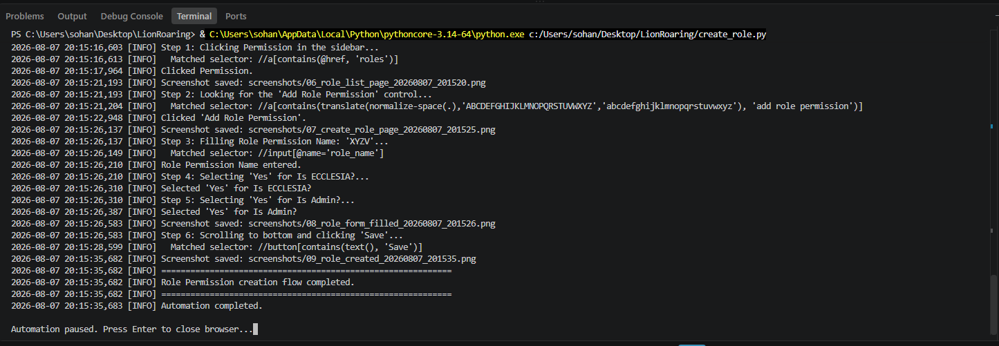 Problems Output Debug Console Terminal Ports
PS C:\Users\sohan\Desktop\LionRoaring> & C:\Users\sohan\AppData\Local\Python\pythoncore-3.14-64\python.exe c:/Users/sohan/Desktop/LionRoaring/create_role.py
2026-08-07 20:15:16,603 [INFO] Step 1: Clicking Permission in the sidebar...
2026-08-07 20:15:16,613 [INFO]   Matched selector: //a[contains(@href, 'roles')]
2026-08-07 20:15:17,964 [INFO] Clicked Permission.
2026-08-07 20:15:21,193 [INFO] Screenshot saved: screenshots/06_role_list_page_20260807_201520.png
2026-08-07 20:15:21,193 [INFO] Step 2: Looking for the 'Add Role Permission' control...
2026-08-07 20:15:21,204 [INFO]   Matched selector: //a[contains(translate(normalize-space(.),'ABCDEFGHIJKLMNOPQRSTUVWXYZ','abcdefghijklmnopqrstuvwxyz'), 'add role permission')]
2026-08-07 20:15:22,948 [INFO] Clicked 'Add Role Permission'.
2026-08-07 20:15:26,137 [INFO] Screenshot saved: screenshots/07_create_role_page_20260807_201525.png
2026-08-07 20:15:26,137 [INFO] Step 3: Filling Role Permission Name: 'XYZV'...
2026-08-07 20:15:26,149 [INFO]   Matched selector: //input[@name='role_name']
2026-08-07 20:15:26,210 [INFO] Role Permission Name entered.
2026-08-07 20:15:26,210 [INFO] Step 4: Selecting 'Yes' for Is ECCLESIA?...
2026-08-07 20:15:26,310 [INFO] Selected 'Yes' for Is ECCLESIA?
2026-08-07 20:15:26,310 [INFO] Step 5: Selecting 'Yes' for Is Admin?...
2026-08-07 20:15:26,387 [INFO] Selected 'Yes' for Is Admin?
2026-08-07 20:15:26,583 [INFO] Screenshot saved: screenshots/08_role_form_filled_20260807_201526.png
2026-08-07 20:15:26,583 [INFO] Step 6: Scrolling to bottom and clicking 'Save'...
2026-08-07 20:15:28,599 [INFO]   Matched selector: //button[contains(text(), 'Save')]
2026-08-07 20:15:35,682 [INFO] Screenshot saved: screenshots/09_role_created_20260807_201535.png
2026-08-07 20:15:35,682 [INFO] ============================================================
2026-08-07 20:15:35,682 [INFO] Role Permission creation flow completed.
2026-08-07 20:15:35,682 [INFO] ============================================================
2026-08-07 20:15:35,683 [INFO] Automation completed.
Automation paused. Press Enter to close browser...